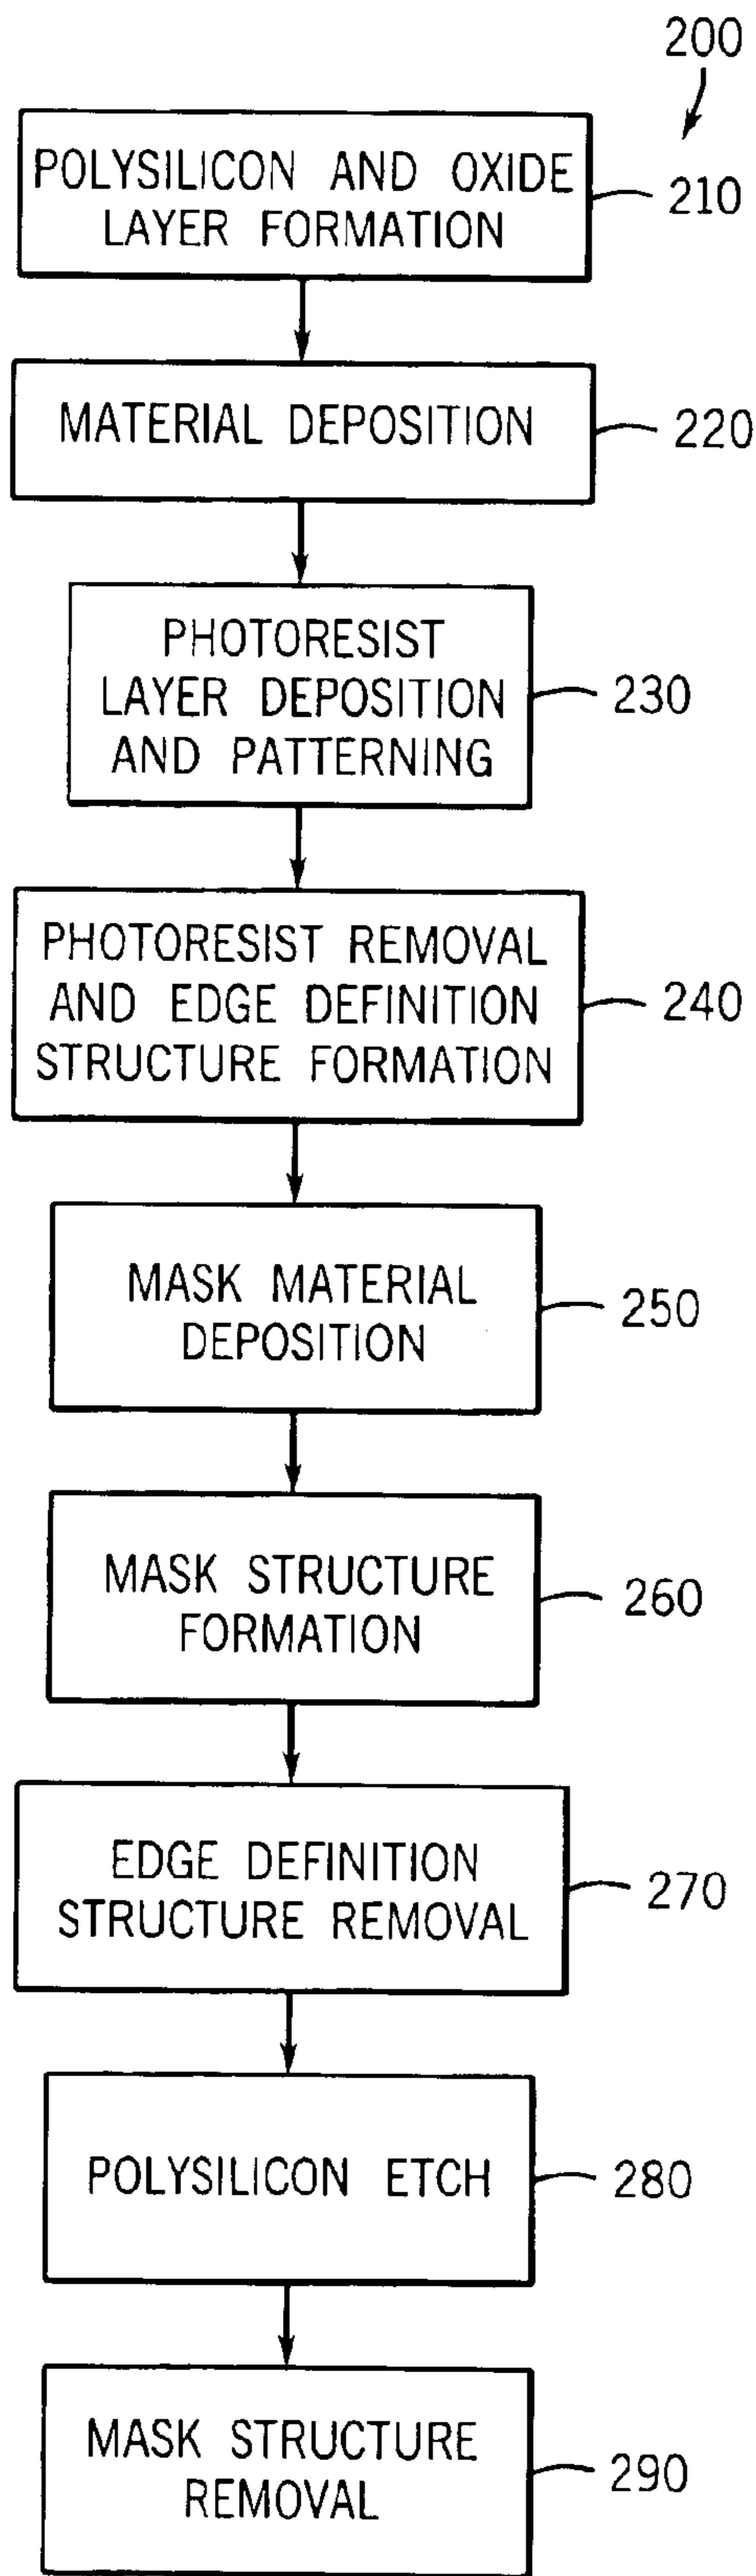 200
POLYSILICON AND OXIDE
LAYER FORMATION
210
MATERIAL DEPOSITION
220
PHOTORESIST
LAYER DEPOSITION
AND PATTERNING
230
PHOTORESIST REMOVAL
AND EDGE DEFINITION
STRUCTURE FORMATION
240
MASK MATERIAL
DEPOSITION
250
MASK STRUCTURE
FORMATION
260
EDGE DEFINITION
STRUCTURE REMOVAL
270
POLYSILICON ETCH
280
MASK STRUCTURE
REMOVAL
290